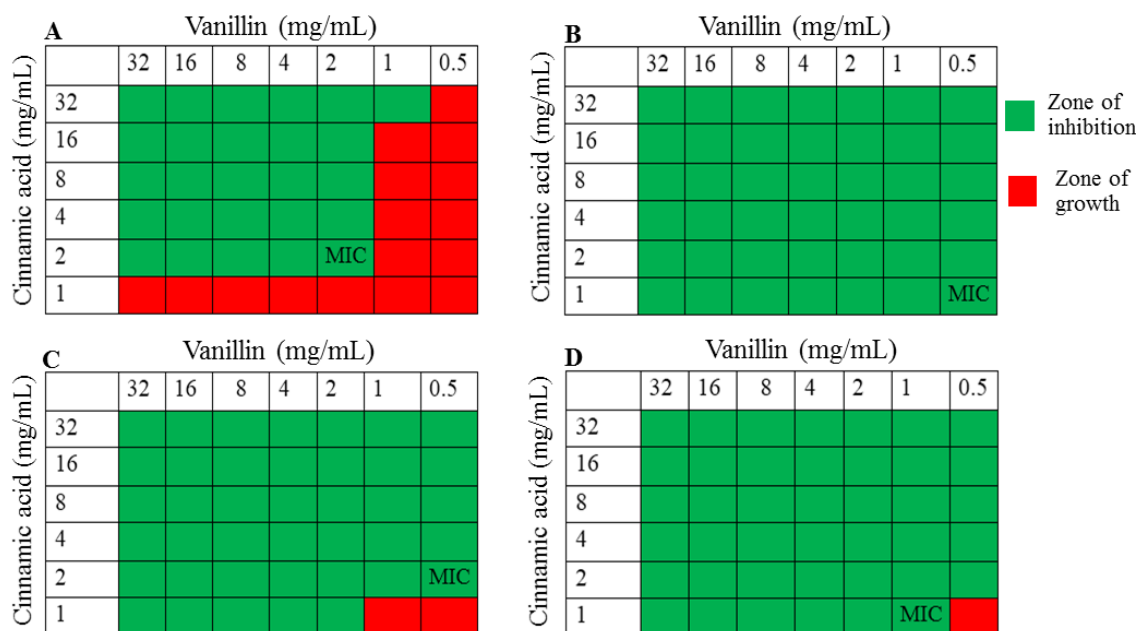 A
Vanillin (mg/mL)
32 16 8 4 2 1 0.5
Cinnamic acid (mg/mL)
32
16
8
4
2 MIC
1
B
Vanillin (mg/mL)
32 16 8 4 2 1 0.5
Cinnamic acid (mg/mL)
32
16
8
4
2
1 MIC
Zone of
inhibition
Zone of
growth
C
Vanillin (mg/mL)
32 16 8 4 2 1 0.5
Cinnamic acid (mg/mL)
32
16
8
4
2 MIC
1
D
Vanillin (mg/mL)
32 16 8 4 2 1 0.5
Cinnamic acid (mg/mL)
32
16
8
4
2
1 MIC